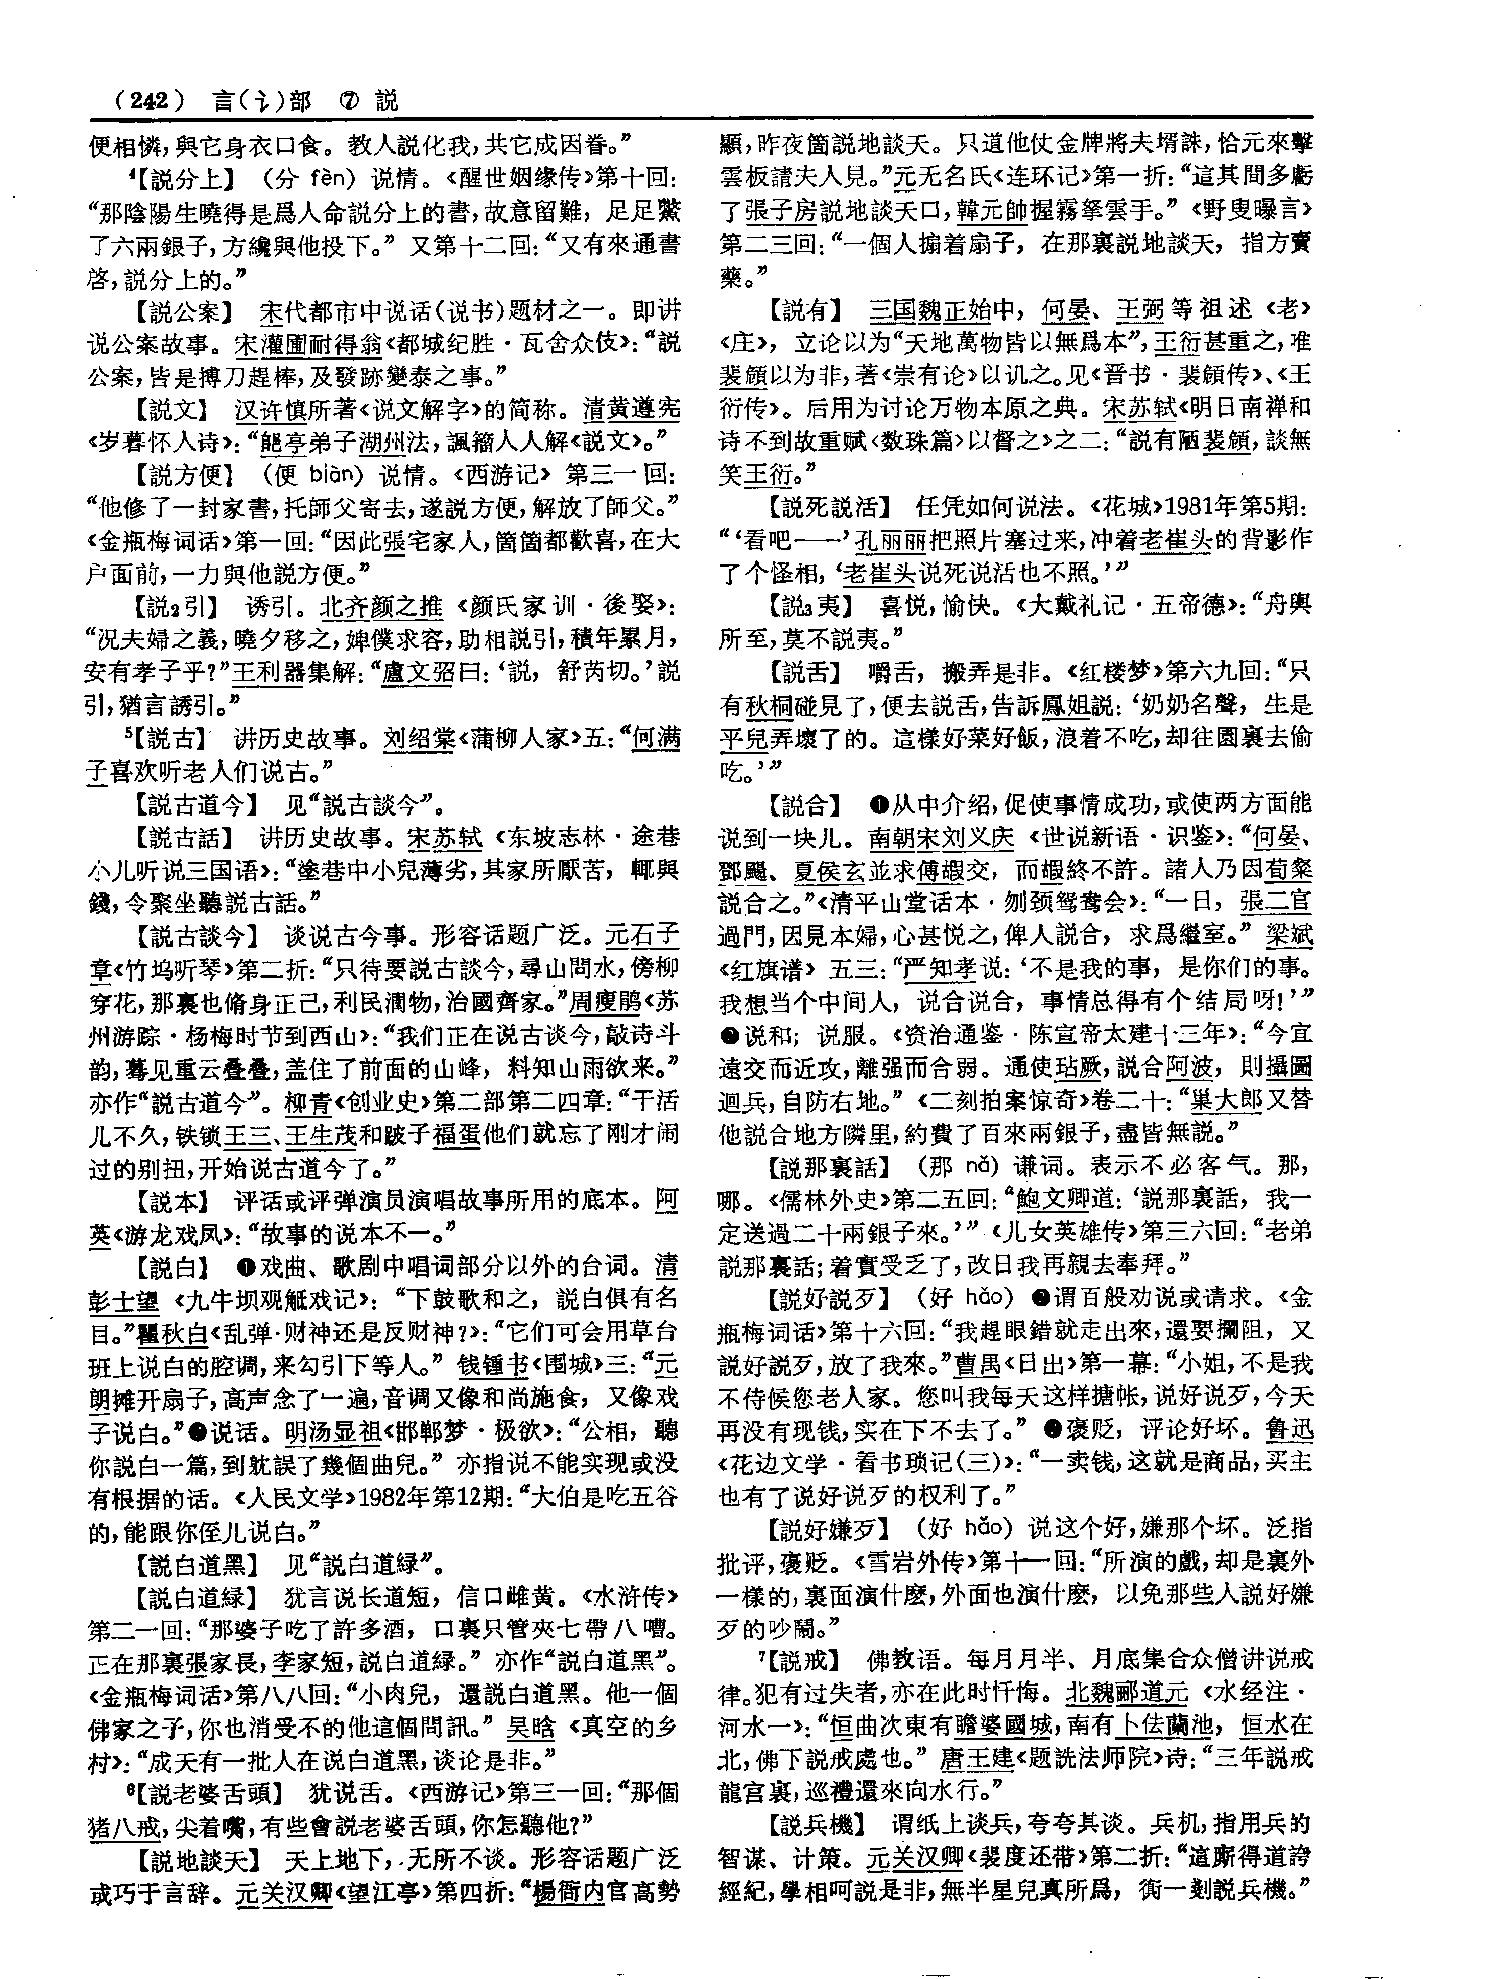 (242) 言(讠)部 ⑦ 説
便相憐,與它身衣口食。教人説化我,共它成因眷。”
⁴【説分上】 (分 fèn) 说情。《醒世姻缘传》第十回:
“那陰陽生曉得是爲人命説分上的書,故意留難,足足鱉
了六兩銀子,方纔與他投下。” 又第十二回:“又有來通書
啓,説分上的。”
【説公案】 宋代都市中说话(说书)题材之一。即讲
说公案故事。宋灌圃耐得翁《都城纪胜·瓦舍众伎》:“説
公案,皆是搏刀趕棒,及發跡變泰之事。”
【説文】 汉许慎所著《说文解字》的简称。清黄遵宪
《岁暮怀人诗》:“郘亭弟子湖州法,諷籀人人解《説文》。”
【説方便】 (便 biàn) 说情。《西游记》第三一回:
“他修了一封家書,托師父寄去,遂説方便,解放了師父。”
《金瓶梅词话》第一回:“因此張宅家人,箇箇都歡喜,在大
户面前,一力與他説方便。”
【説₂引】 诱引。北齐颜之推《颜氏家训·後娶》:
“況夫婦之義,曉夕移之,婢僕求容,助相説引,積年累月,
安有孝子乎?”王利器集解:“盧文弨曰:‘説,舒芮切。’説
引,猶言誘引。”
⁵【説古】 讲历史故事。刘绍棠《蒲柳人家》五:“何满
子喜欢听老人们说古。”
【説古道今】 见“説古談今”。
【説古話】 讲历史故事。宋苏轼《东坡志林·途巷
小儿听说三国语》:“塗巷中小兒薄劣,其家所厭苦,輒與
錢,令聚坐聽説古話。”
【説古談今】 谈说古今事。形容话题广泛。元石子
章《竹坞听琴》第二折:“只待要説古談今,尋山問水,傍柳
穿花,那裏也脩身正己,利民潤物,治國齊家。”周瘦鹃《苏
州游踪·杨梅时节到西山》:“我们正在说古谈今,敲诗斗
韵,蓦见重云叠叠,盖住了前面的山峰,料知山雨欲来。”
亦作“説古道今”。柳青《创业史》第二部第二四章:“干活
儿不久,铁锁王三、王生茂和跛子福蛋他们就忘了刚才闹
过的别扭,开始说古道今了。”
【説本】 评话或评弹演员演唱故事所用的底本。阿
英《游龙戏凤》:“故事的说本不一。”
【説白】 ❶戏曲、歌剧中唱词部分以外的台词。清
彭士望《九牛坝观觝戏记》:“下鼓歌和之,説白俱有名
目。”瞿秋白《乱弹·财神还是反财神?》:“它们可会用草台
班上说白的腔调,来勾引下等人。” 钱锺书《围城》三:“元
朗摊开扇子,高声念了一遍,音调又像和尚施食,又像戏
子说白。”❷说话。明汤显祖《邯郸梦·极欲》:“公相,聽
你説白一篇,到躭誤了幾個曲兒。” 亦指说不能实现或没
有根据的话。《人民文学》1982年第12期:“大伯是吃五谷
的,能跟你侄儿说白。”
【説白道黑】 见“説白道緑”。
【説白道緑】 犹言说长道短,信口雌黄。《水浒传》
第二一回:“那婆子吃了許多酒,口裏只管夾七帶八嘈。
正在那裏張家長,李家短,説白道緑。” 亦作“説白道黑”。
《金瓶梅词话》第八八回:“小肉兒,還説白道黑。他一個
佛家之子,你也消受不的他這個問訊。” 吴晗《真空的乡
村》:“成天有一批人在说白道黑,谈论是非。”
⁶【説老婆舌頭】 犹说舌。《西游记》第三一回:“那個
猪八戒,尖着嘴,有些會説老婆舌頭,你怎聽他?”
【説地談天】 天上地下,无所不谈。形容话题广泛
或巧于言辞。元关汉卿《望江亭》第四折:“楊衙内官高勢
顯,昨夜箇説地談天。只道他仗金牌將夫壻誅,恰元來擊
雲板請夫人見。”元无名氏《连环记》第一折:“這其間多虧
了張子房説地談天口,韓元帥握霧拏雲手。”《野叟曝言》
第二三回:“一個人搧着扇子,在那裏説地談天,指方賣
藥。”
【説有】 三国魏正始中,何晏、王弼等祖述《老》
《庄》,立论以为“天地萬物皆以無爲本”,王衍甚重之,准
裴頠以为非,著《崇有论》以讥之。见《晋书·裴頠传》、《王
衍传》。后用为讨论万物本原之典。宋苏轼《明日南禅和
诗不到故重赋〈数珠篇〉以督之》之二:“説有陋裴頠,談無
笑王衍。”
【説死説活】 任凭如何说法。《花城》1981年第5期:
“‘看吧——’孔丽丽把照片塞过来,冲着老崔头的背影作
了个怪相,‘老崔头说死说活也不照。’”
【説₃夷】 喜悦,愉快。《大戴礼记·五帝德》:“舟輿
所至,莫不説夷。”
【説舌】 嚼舌,搬弄是非。《红楼梦》第六九回:“只
有秋桐碰見了,便去説舌,告訴鳳姐説:‘奶奶名聲,生是
平兒弄壞了的。這樣好菜好飯,浪着不吃,却往園裏去偷
吃。’”
【説合】 ❶从中介绍,促使事情成功,或使两方面能
说到一块儿。南朝宋刘义庆《世说新语·识鉴》:“何晏、
鄧颺、夏侯玄並求傅嘏交,而嘏終不許。諸人乃因荀粲
説合之。”《清平山堂话本·刎颈鸳鸯会》:“一日,張二官
過門,因見本婦,心甚悦之,俾人説合,求爲繼室。” 梁斌
《红旗谱》五三:“严知孝说:‘不是我的事,是你们的事。
我想当个中间人,说合说合,事情总得有个结局呀!’”
❷说和;说服。《资治通鉴·陈宣帝太建十三年》:“今宜
遠交而近攻,離强而合弱。通使玷厥,説合阿波,則攝圖
迴兵,自防右地。”《二刻拍案惊奇》卷二十:“巢大郎又替
他説合地方隣里,約費了百來兩銀子,盡皆無説。”
【説那裏話】 (那 nǎ) 谦词。表示不必客气。那,
哪。《儒林外史》第二五回:“鮑文卿道:‘説那裏話,我一
定送過二十兩銀子來。’”《儿女英雄传》第三六回:“老弟
説那裏話;着實受乏了,改日我再親去奉拜。”
【説好説歹】 (好 hǎo) ❶谓百般劝说或请求。《金
瓶梅词话》第十六回:“我趕眼錯就走出來,還要攔阻,又
説好説歹,放了我來。”曹禺《日出》第一幕:“小姐,不是我
不侍候您老人家。您叫我每天这样搪帐,说好说歹,今天
再没有现钱,实在下不去了。” ❷褒贬,评论好坏。鲁迅
《花边文学·看书琐记(三)》:“一卖钱,这就是商品,买主
也有了说好说歹的权利了。”
【説好嫌歹】 (好 hǎo) 说这个好,嫌那个坏。泛指
批评,褒贬。《雪岩外传》第十一回:“所演的戲,却是裏外
一樣的,裏面演什麼,外面也演什麼,以免那些人説好嫌
歹的吵鬧。”
⁷【説戒】 佛教语。每月月半、月底集合众僧讲说戒
律。犯有过失者,亦在此时忏悔。北魏郦道元《水经注·
河水一》:“恒曲次東有瞻婆國城,南有卜佉蘭池,恒水在
北,佛下説戒處也。” 唐王建《题詵法师院》诗:“三年説戒
龍宫裏,巡禮還來向水行。”
【説兵機】 谓纸上谈兵,夸夸其谈。兵机,指用兵的
智谋、计策。元关汉卿《裴度还带》第二折:“這廝得道誇
經紀,學相呵説是非,無半星兒真所爲,衠一剗説兵機。”